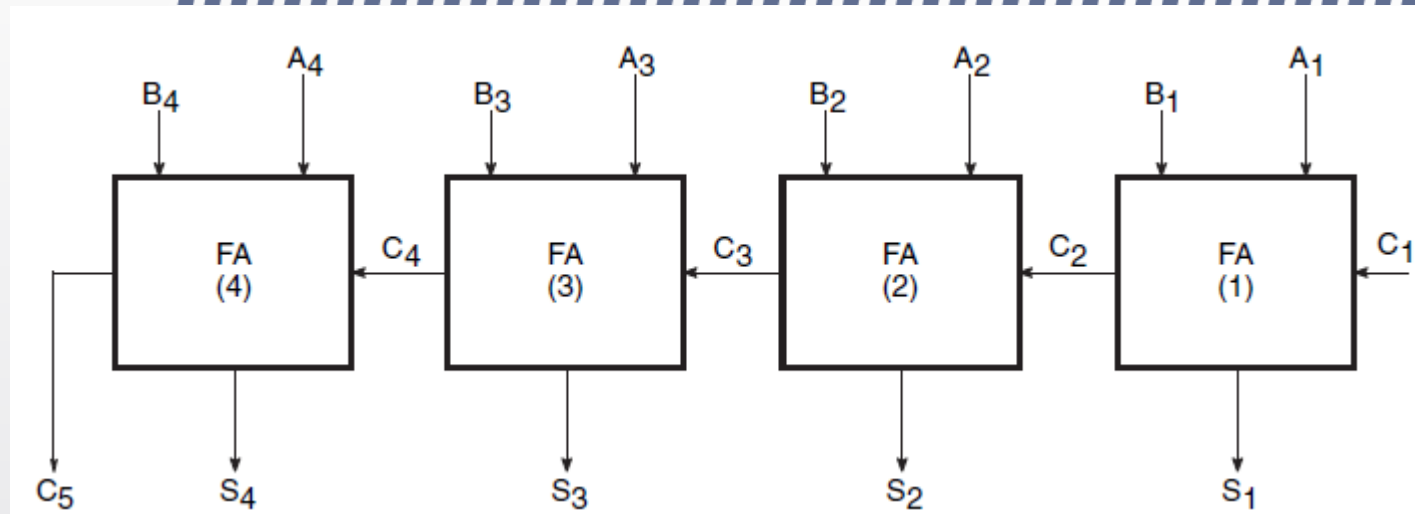 A₄ A₃ A₂ A₁
B₄ B₃ B₂ B₁
FA C₄ FA C₃ FA C₂ FA C₁
(4) (3) (2) (1)
C₅ S₄ S₃ S₂ S₁